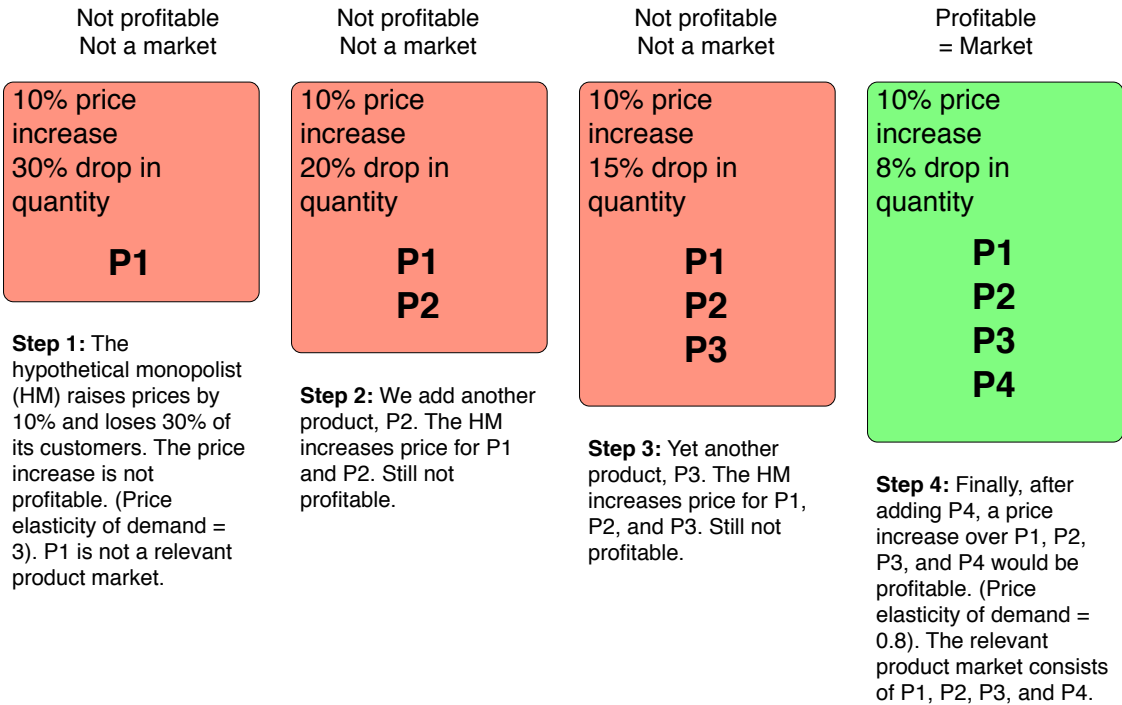 Not profitable
Not a market
10% price
increase
30% drop in
quantity
P1
Step 1: The
hypothetical monopolist
(HM) raises prices by
10% and loses 30% of
its customers. The price
increase is not
profitable. (Price
elasticity of demand =
3). P1 is not a relevant
product market.
Not profitable
Not a market
10% price
increase
20% drop in
quantity
P1
P2
Step 2: We add another
product, P2. The HM
increases price for P1
and P2. Still not
profitable.
Not profitable
Not a market
10% price
increase
15% drop in
quantity
P1
P2
P3
Step 3: Yet another
product, P3. The HM
increases price for P1,
P2, and P3. Still not
profitable.
Profitable
= Market
10% price
increase
8% drop in
quantity
P1
P2
P3
P4
Step 4: Finally, after
adding P4, a price
increase over P1, P2,
P3, and P4 would be
profitable. (Price
elasticity of demand =
0.8). The relevant
product market consists
of P1, P2, P3, and P4.